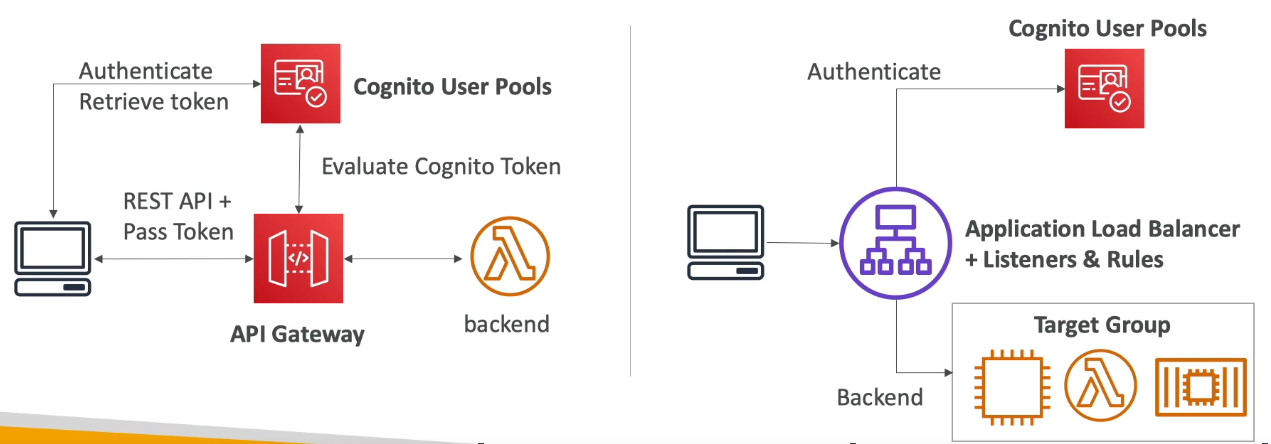 Authenticate
Retrieve token
Cognito User Pools
Evaluate Cognito Token
REST API +
Pass Token
</>
API Gateway
backend
Cognito User Pools
Authenticate
Application Load Balancer
+ Listeners & Rules
Target Group
Backend